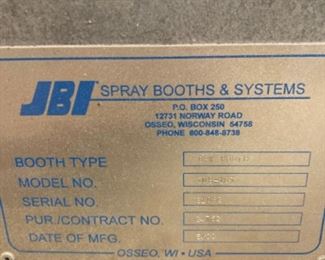 JBI SPRAY BOOTHS & SYSTEMS
P.O. BOX 250
12731 NORWAY ROAD
OSSEO, WISCONSIN 54758
PHONE 800-848-8738
BOOTH TYPE
MODEL NO.
SERIAL NO.
PUR./CONTRACT NO.
DATE OF MFG.
OSSEO, WI • USA